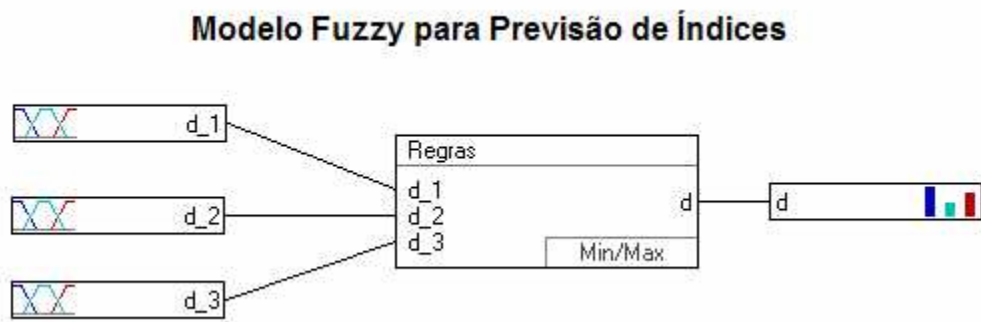 Modelo Fuzzy para Previsão de Índices
d_1
d_2
d_3
Regras
d_1
d_2
d_3
d
Min/Max
d